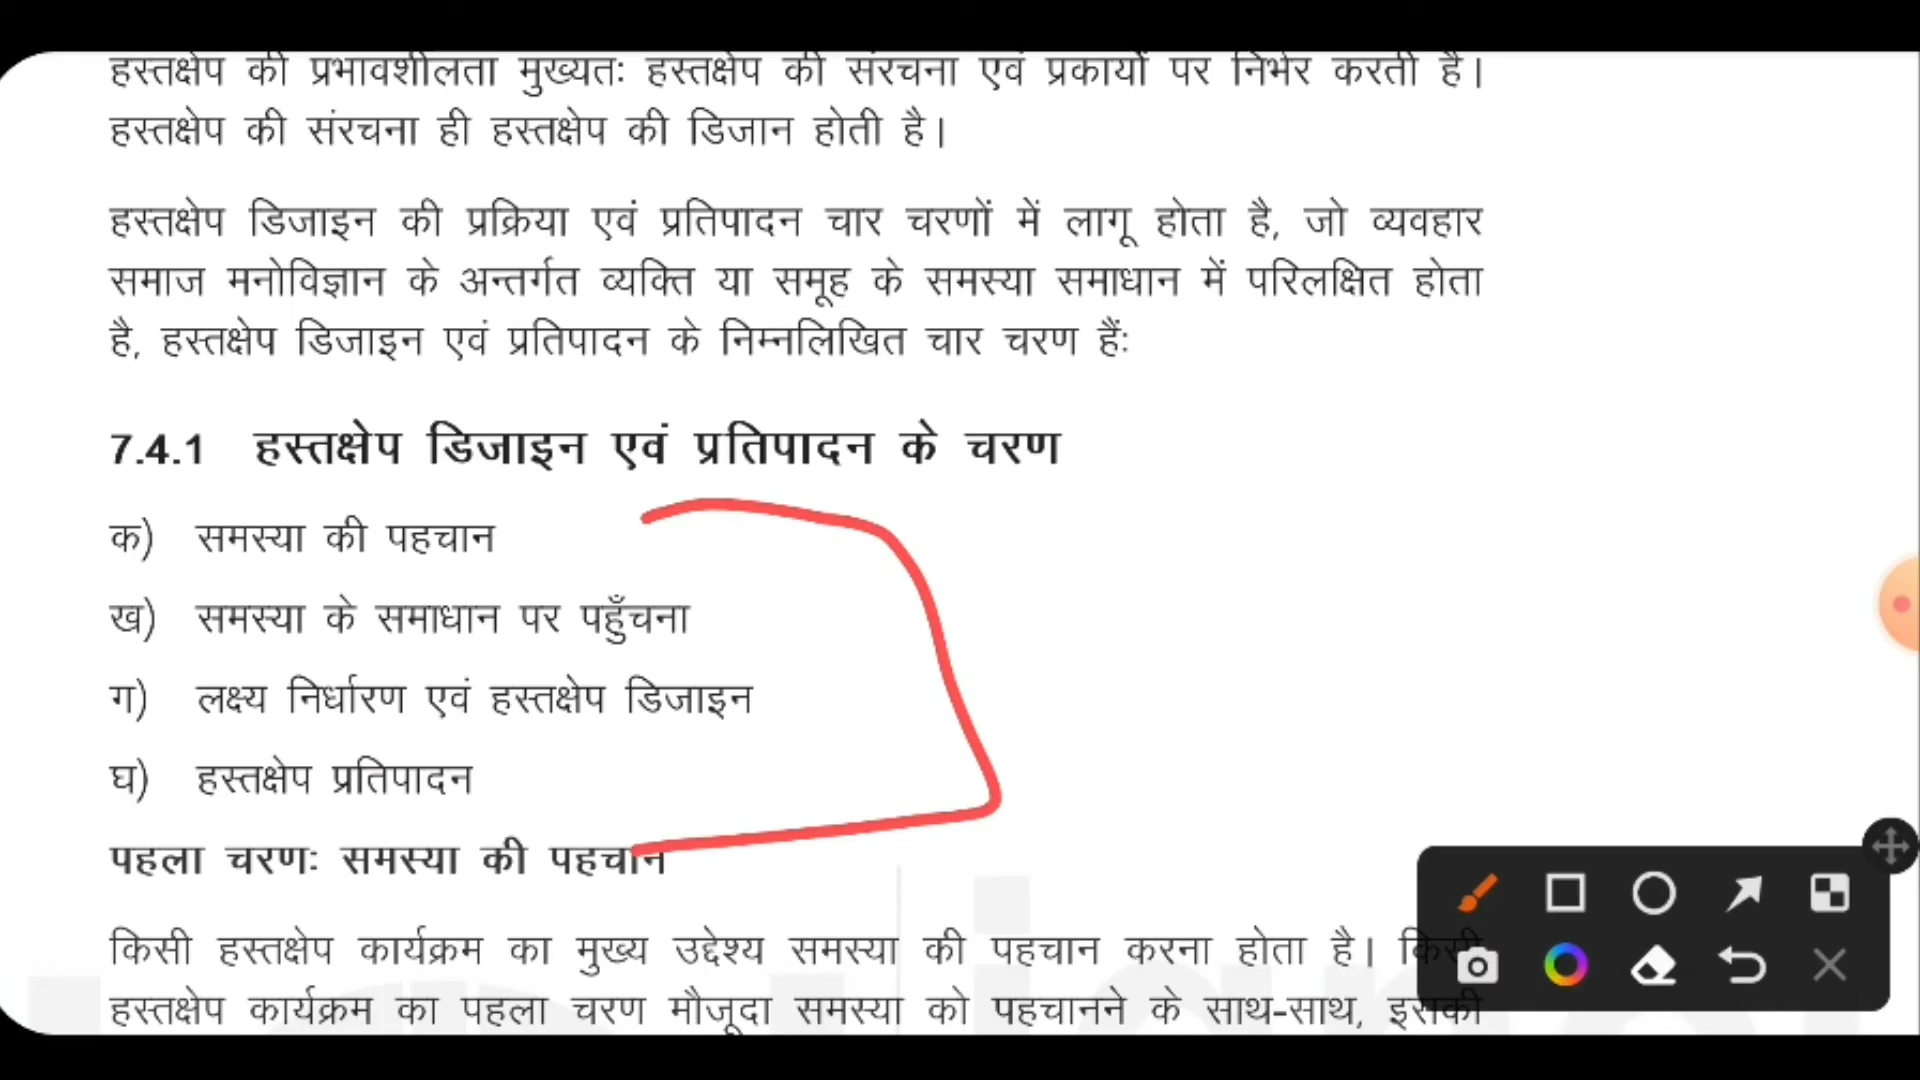 हस्तक्षेप की प्रभावशीलता मुख्यतः हस्तक्षेप की संरचना एवं प्रकार्यों पर निर्भर करती है।
हस्तक्षेप की संरचना ही हस्तक्षेप की डिजान होती है।
हस्तक्षेप डिजाइन की प्रक्रिया एवं प्रतिपादन चार चरणों में लागू होता है, जो व्यवहार
समाज मनोविज्ञान के अन्तर्गत व्यक्ति या समूह के समस्या समाधान में परिलक्षित होता
है, हस्तक्षेप डिजाइन एवं प्रतिपादन के निम्नलिखित चार चरण हैंः
7.4.1 हस्तक्षेप डिजाइन एवं प्रतिपादन के चरण
क) समस्या की पहचान
ख) समस्या के समाधान पर पहुँचना
ग) लक्ष्य निर्धारण एवं हस्तक्षेप डिजाइन
घ) हस्तक्षेप प्रतिपादन
पहला चरणः समस्या की पहचान
किसी हस्तक्षेप कार्यक्रम का मुख्य उद्देश्य समस्या की पहचान करना होता है। किसी
हस्तक्षेप कार्यक्रम का पहला चरण मौजूदा समस्या को पहचानने के साथ-साथ, इसकी